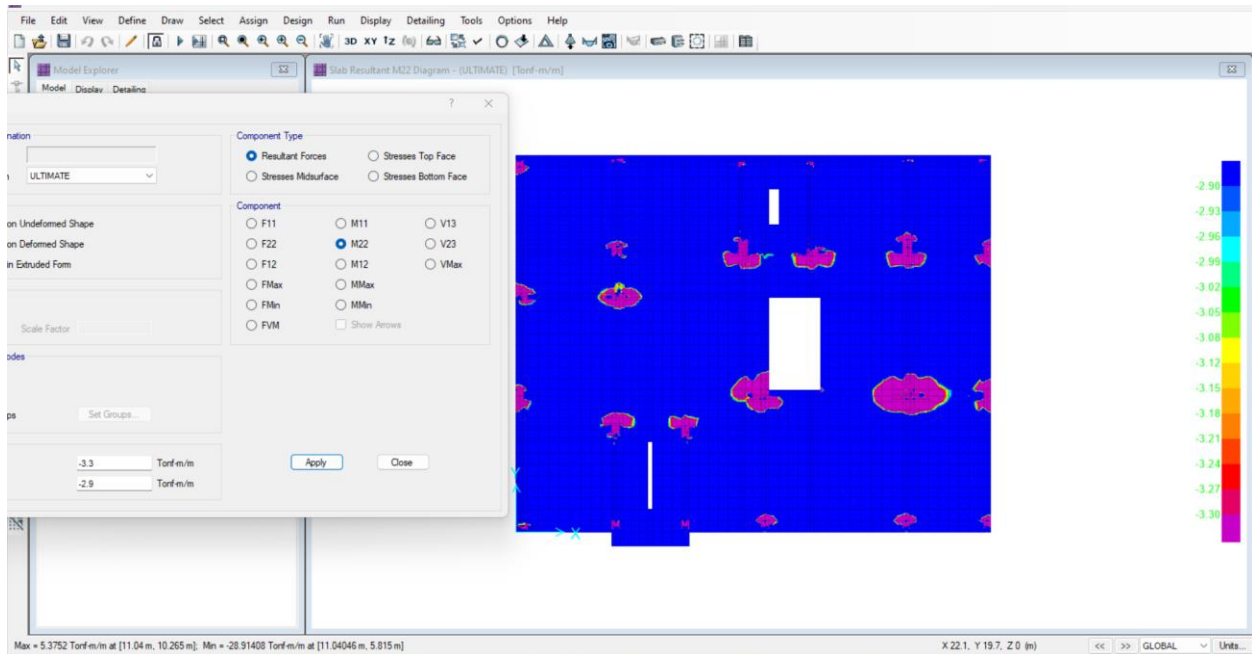 File Edit View Define Draw Select Assign Design Run Display Detailing Tools Options Help
3D XY
Model Explorer
Slab Resultant M22 Diagram - (ULTIMATE) [Tonf-m/m]
Model Display Detailing
?
nation
ULTIMATE
on Undeformed Shape
on Deformed Shape
in Extruded Form
Scale Factor
odes
ps
Set Groups...
-3.3 Tonf-m/m
-2.9 Tonf-m/m
Component Type
Resultant Forces Stresses Top Face
Stresses Midsurface Stresses Bottom Face
Component
F11 M11 V13
F22 M22 V23
F12 M12 VMax
FMax MMax
FMin MMin
FVM Show Arrows
Apply Close
-2.90
-2.93
-2.96
-2.99
-3.02
-3.05
-3.08
-3.12
-3.15
-3.18
-3.21
-3.24
-3.27
-3.30
X
Max = 5.3752 Tonf-m/m at [11.04 m, 10.265 m]; Min = -28.91408 Tonf-m/m at [11.04046 m, 5.815 m]
X 22.1, Y 19.7, Z 0 (m)
<< >> GLOBAL Units...